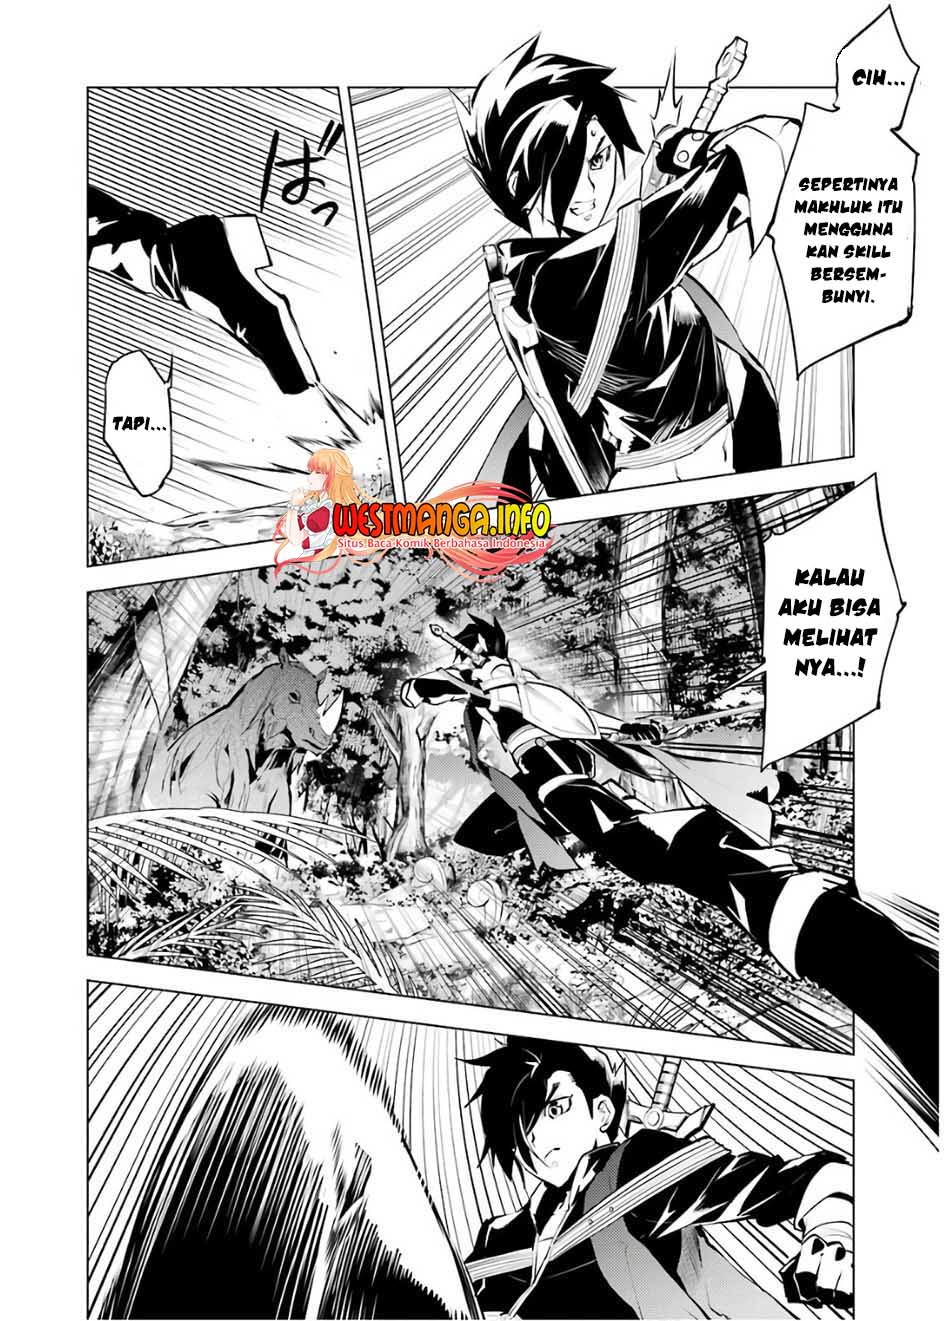 CIH...
SEPERTINYA
MAKHLUK ITU
MENGGUNA
KAN SKILL
BERSEM-
BUNYI.
ばっ
TAPI...
WESTMANGA.INFO
Situs Baca Komik Berbahasa Indonesia
KALAU
AKU BISA
MELIHAT
NYA...!